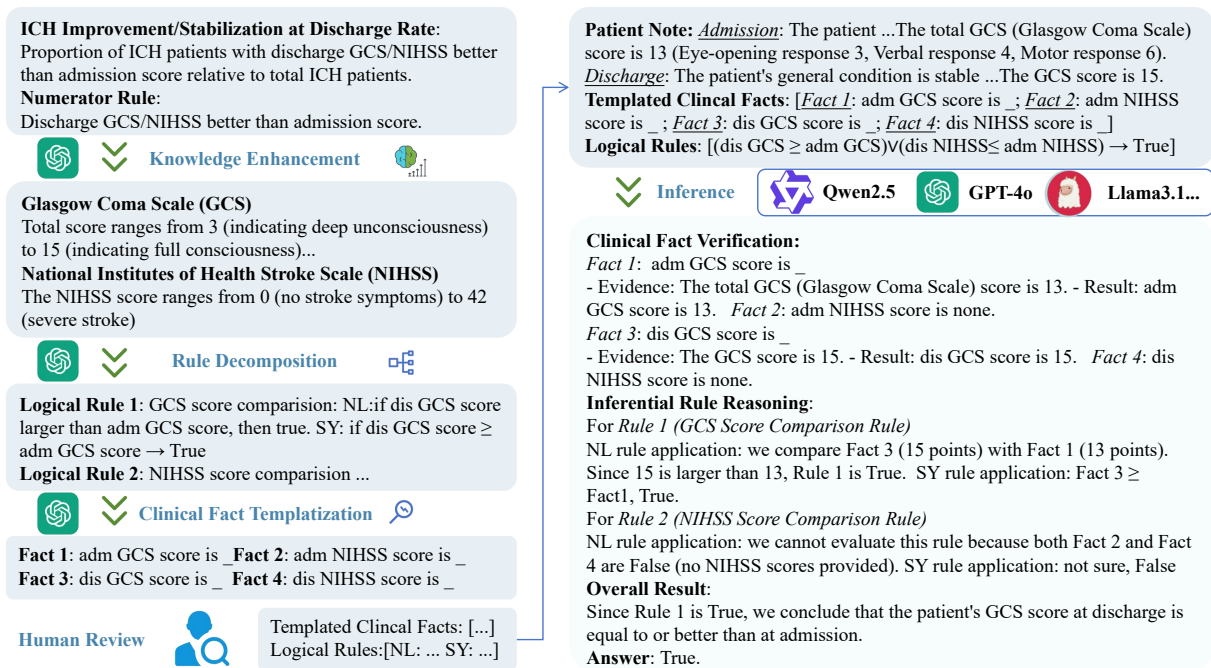 ICH Improvement/Stabilization at Discharge Rate:
Proportion of ICH patients with discharge GCS/NIHSS better
than admission score relative to total ICH patients.
Numerator Rule:
Discharge GCS/NIHSS better than admission score.
Knowledge Enhancement
Glasgow Coma Scale (GCS)
Total score ranges from 3 (indicating deep unconsciousness)
to 15 (indicating full consciousness)...
National Institutes of Health Stroke Scale (NIHSS)
The NIHSS score ranges from 0 (no stroke symptoms) to 42
(severe stroke)
Rule Decomposition
Logical Rule 1: GCS score comparision: NL:if dis GCS score
larger than adm GCS score, then true. SY: if dis GCS score ≥
adm GCS score → True
Logical Rule 2: NIHSS score comparision ...
Clinical Fact Templatization
Fact 1: adm GCS score is _ Fact 2: adm NIHSS score is _
Fact 3: dis GCS score is _ Fact 4: dis NIHSS score is _
Human Review
Templated Clincal Facts: [...]
Logical Rules:[NL: ... SY: ...]
Patient Note: Admission: The patient ...The total GCS (Glasgow Coma Scale)
score is 13 (Eye-opening response 3, Verbal response 4, Motor response 6).
Discharge: The patient's general condition is stable ...The GCS score is 15.
Templated Clincal Facts: [Fact 1: adm GCS score is _; Fact 2: adm NIHSS
score is _ ; Fact 3: dis GCS score is _; Fact 4: dis NIHSS score is _]
Logical Rules: [(dis GCS ≥ adm GCS)∨(dis NIHSS≤ adm NIHSS) → True]
Inference
Qwen2.5
GPT-4o
Llama3.1...
Clinical Fact Verification:
Fact 1: adm GCS score is _
- Evidence: The total GCS (Glasgow Coma Scale) score is 13. - Result: adm
GCS score is 13. Fact 2: adm NIHSS score is none.
Fact 3: dis GCS score is _
- Evidence: The GCS score is 15. - Result: dis GCS score is 15. Fact 4: dis
NIHSS score is none.
Inferential Rule Reasoning:
For Rule 1 (GCS Score Comparison Rule)
NL rule application: we compare Fact 3 (15 points) with Fact 1 (13 points).
Since 15 is larger than 13, Rule 1 is True. SY rule application: Fact 3 ≥
Fact1, True.
For Rule 2 (NIHSS Score Comparison Rule)
NL rule application: we cannot evaluate this rule because both Fact 2 and Fact
4 are False (no NIHSS scores provided). SY rule application: not sure, False
Overall Result:
Since Rule 1 is True, we conclude that the patient's GCS score at discharge is
equal to or better than at admission.
Answer: True.